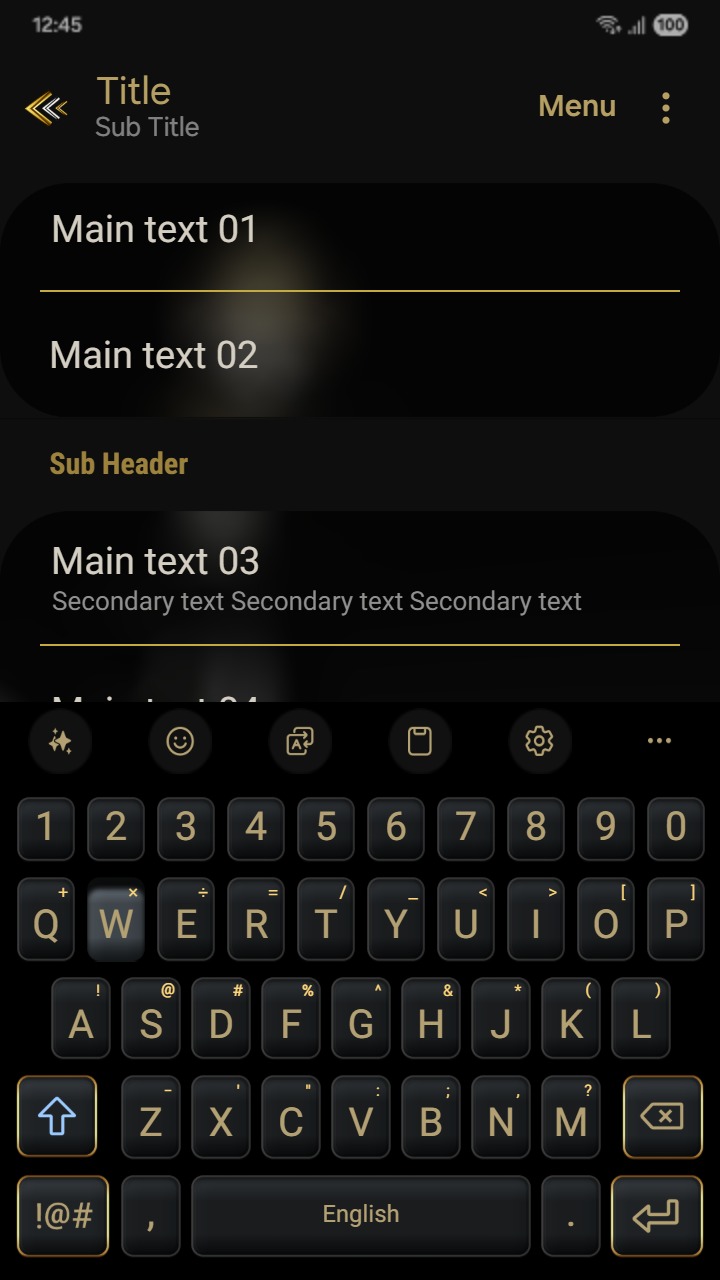 12:45 100
Title
Sub Title
Menu
Main text 01
Main text 02
Sub Header
Main text 03
Secondary text Secondary text Secondary text
1 2 3 4 5 6 7 8 9 0
+ × ÷ = / _ < > [ ]
Q W E R T Y U I O P
! @ # % ^ & * ( )
A S D F G H J K L
- ' " : ; , ?
Z X C V B N M
!@# , English .